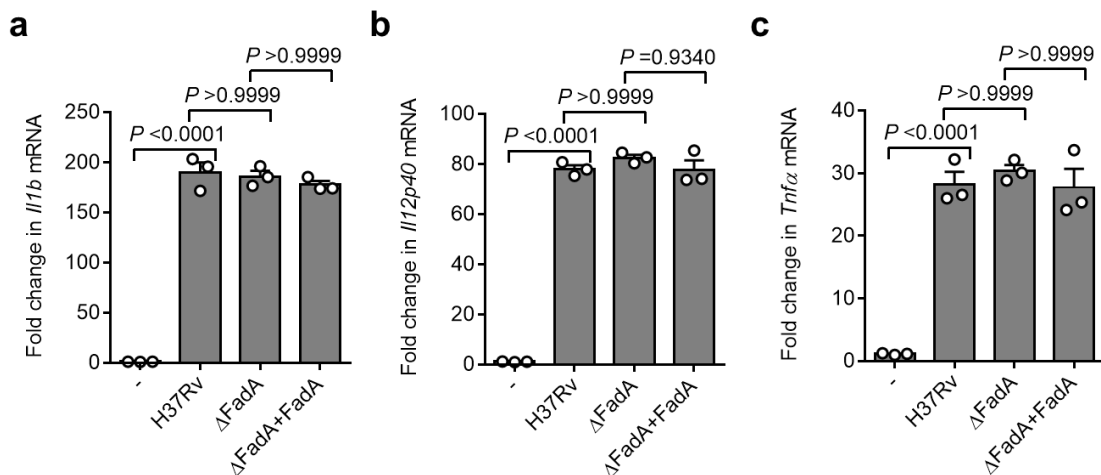 a
P >0.9999
P >0.9999
P <0.0001
Fold change in Il1b mRNA
250
200
150
100
50
0
-
H37Rv
ΔFadA
ΔFadA+FadA
b
P =0.9340
P >0.9999
P <0.0001
Fold change in Il12p40 mRNA
100
80
60
40
20
0
-
H37Rv
ΔFadA
ΔFadA+FadA
c
P >0.9999
P >0.9999
P <0.0001
Fold change in Tnfα mRNA
40
30
20
10
0
-
H37Rv
ΔFadA
ΔFadA+FadA